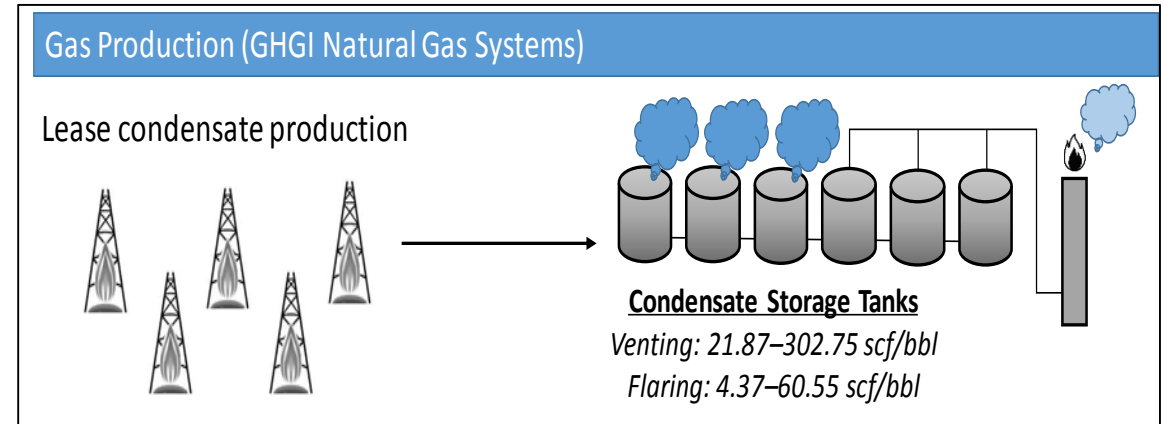 Gas Production (GHGI Natural Gas Systems)
Lease condensate production
Condensate Storage Tanks
Venting: 21.87–302.75 scf/bbl
Flaring: 4.37–60.55 scf/bbl